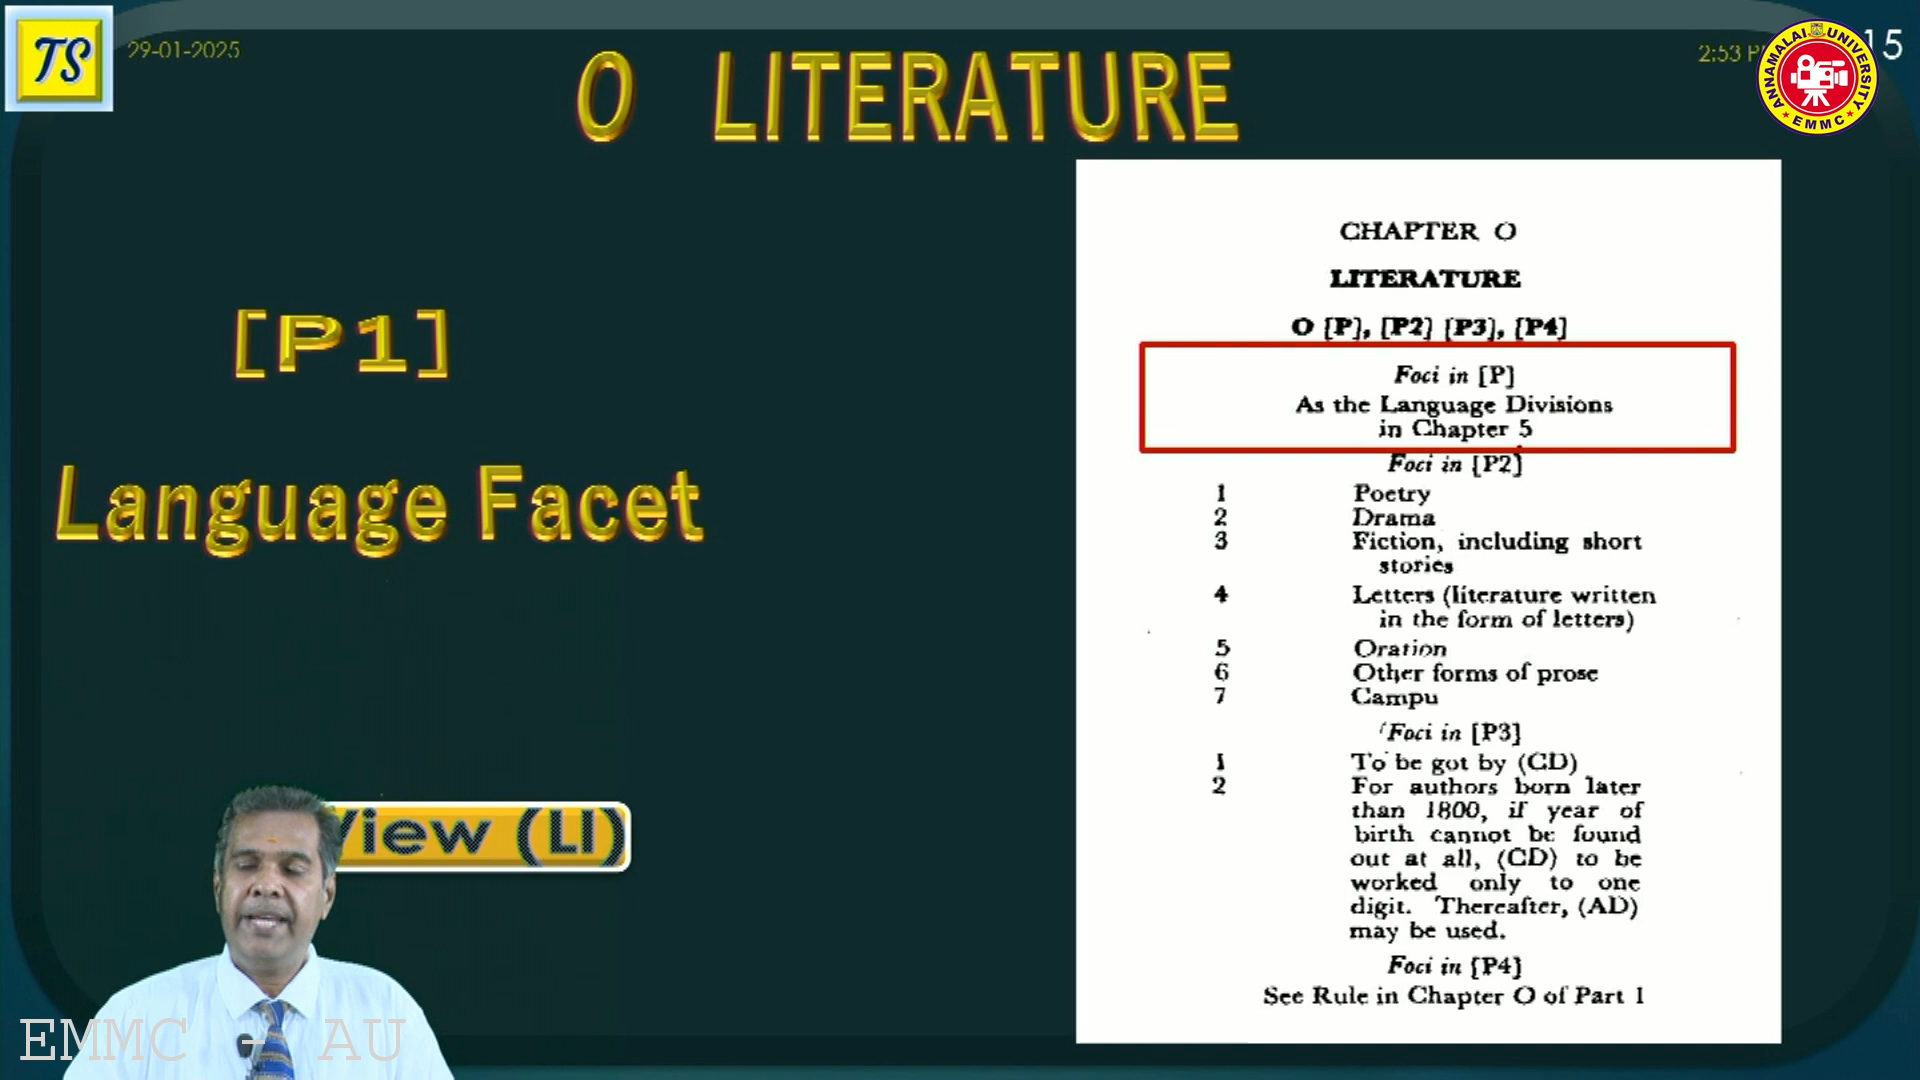 TS
29-01-2025
O LITERATURE
2:53 P
15
ANNAMALAI UNIVERSITY
EMMC
[P1]
Language Facet
View (LI)
EMMC - AU
CHAPTER O
LITERATURE
O [P], [P2] [P3], [P4]
Foci in [P]
As the Language Divisions
in Chapter 5
Foci in [P2]
1 Poetry
2 Drama
3 Fiction, including short
stories
4 Letters (literature written
in the form of letters)
5 Oration
6 Other forms of prose
7 Campu
Foci in [P3]
1 To be got by (CD)
2 For authors born later
than 1800, if year of
birth cannot be found
out at all, (CD) to be
worked only to one
digit. Thereafter, (AD)
may be used.
Foci in [P4]
See Rule in Chapter O of Part 1